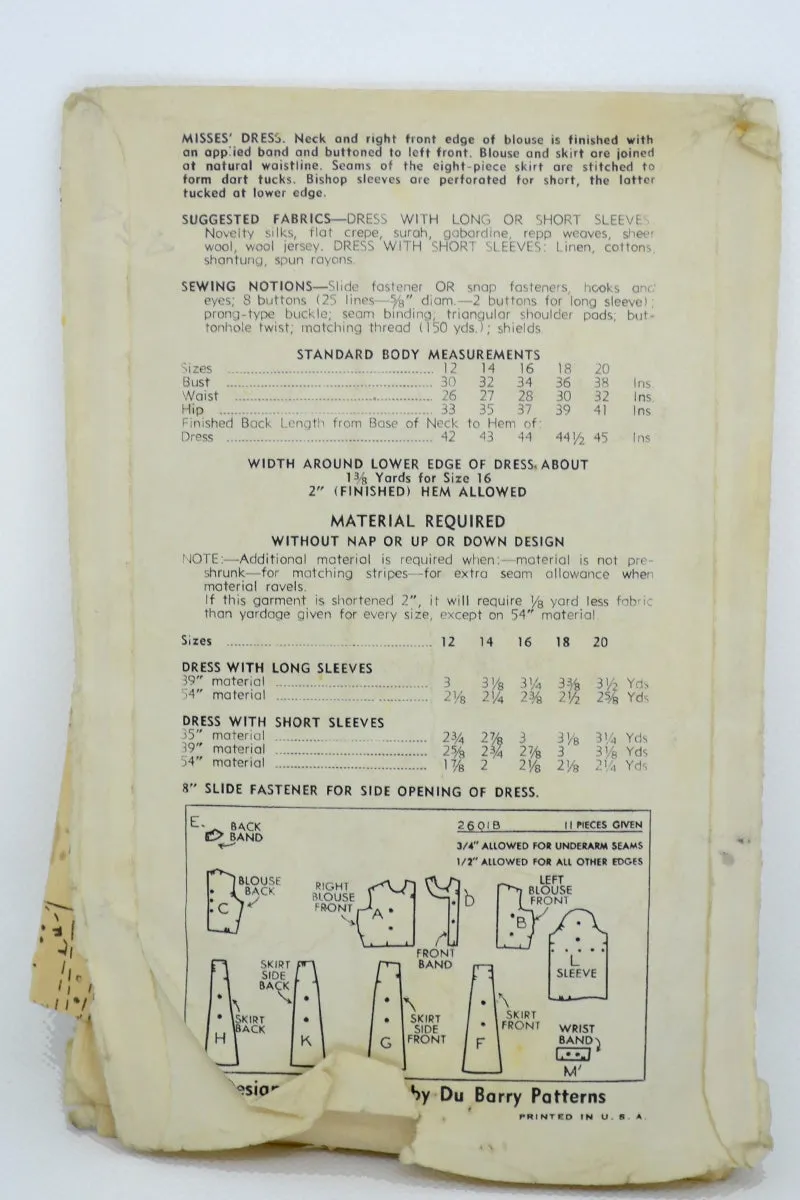 MISSES' DRESS. Neck and right front edge of blouse is finished with
an applied band and buttoned to left front. Blouse and skirt are joined
at natural waistline. Seams of the eight-piece skirt are stitched to
form dart tucks. Bishop sleeves are perforated for short, the latter
tucked at lower edge.
SUGGESTED FABRICS—DRESS WITH LONG OR SHORT SLEEVES
Novelty silks, flat crepe, surah, gabardine, repp weaves, sheer
wool, wool jersey. DRESS WITH SHORT SLEEVES: Linen, cottons,
shantung, spun rayons.
SEWING NOTIONS—Slide fastener OR snap fasteners, hooks and
eyes; 8 buttons (25 lines—5/8" diam.—2 buttons for long sleeve);
prong-type buckle; seam binding; triangular shoulder pads; but-
tonhole twist; matching thread (150 yds.); shields.
STANDARD BODY MEASUREMENTS
Sizes 12 14 16 18 20
Bust 30 32 34 36 38 Ins.
Waist 26 27 28 30 32 Ins.
Hip 33 35 37 39 41 Ins
Finished Back Length from Base of Neck to Hem of:
Dress 42 43 44 44½ 45 Ins
WIDTH AROUND LOWER EDGE OF DRESS, ABOUT
1⅜ Yards for Size 16
2" (FINISHED) HEM ALLOWED
MATERIAL REQUIRED
WITHOUT NAP OR UP OR DOWN DESIGN
NOTE:—Additional material is required when:—material is not pre-
shrunk—for matching stripes—for extra seam allowance when
material ravels.
If this garment is shortened 2", it will require ⅛ yard less fabric
than yardage given for every size, except on 54" material.
Sizes 12 14 16 18 20
DRESS WITH LONG SLEEVES
39" material 3 3⅛ 3¼ 3⅜ 3½ Yds
54" material 2⅛ 2¼ 2⅜ 2½ 2⅝ Yds
DRESS WITH SHORT SLEEVES
35" material 2¾ 2⅞ 3 3⅛ 3¼ Yds
39" material 2⅝ 2¾ 2⅞ 3 3⅛ Yds
54" material 1⅞ 2 2⅛ 2⅛ 2¼ Yds
8" SLIDE FASTENER FOR SIDE OPENING OF DRESS.
E
BACK
BAND
2601B 11 PIECES GIVEN
3/4" ALLOWED FOR UNDERARM SEAMS
1/2" ALLOWED FOR ALL OTHER EDGES
BLOUSE
BACK
C
RIGHT
BLOUSE
FRONT
A
D
FRONT
BAND
LEFT
BLOUSE
FRONT
B
L
SLEEVE
SKIRT
BACK
H
SKIRT
SIDE
BACK
K
SKIRT
SIDE
FRONT
G
SKIRT
FRONT
F
WRIST
BAND
M'
by Du Barry Patterns
PRINTED IN U. S. A.